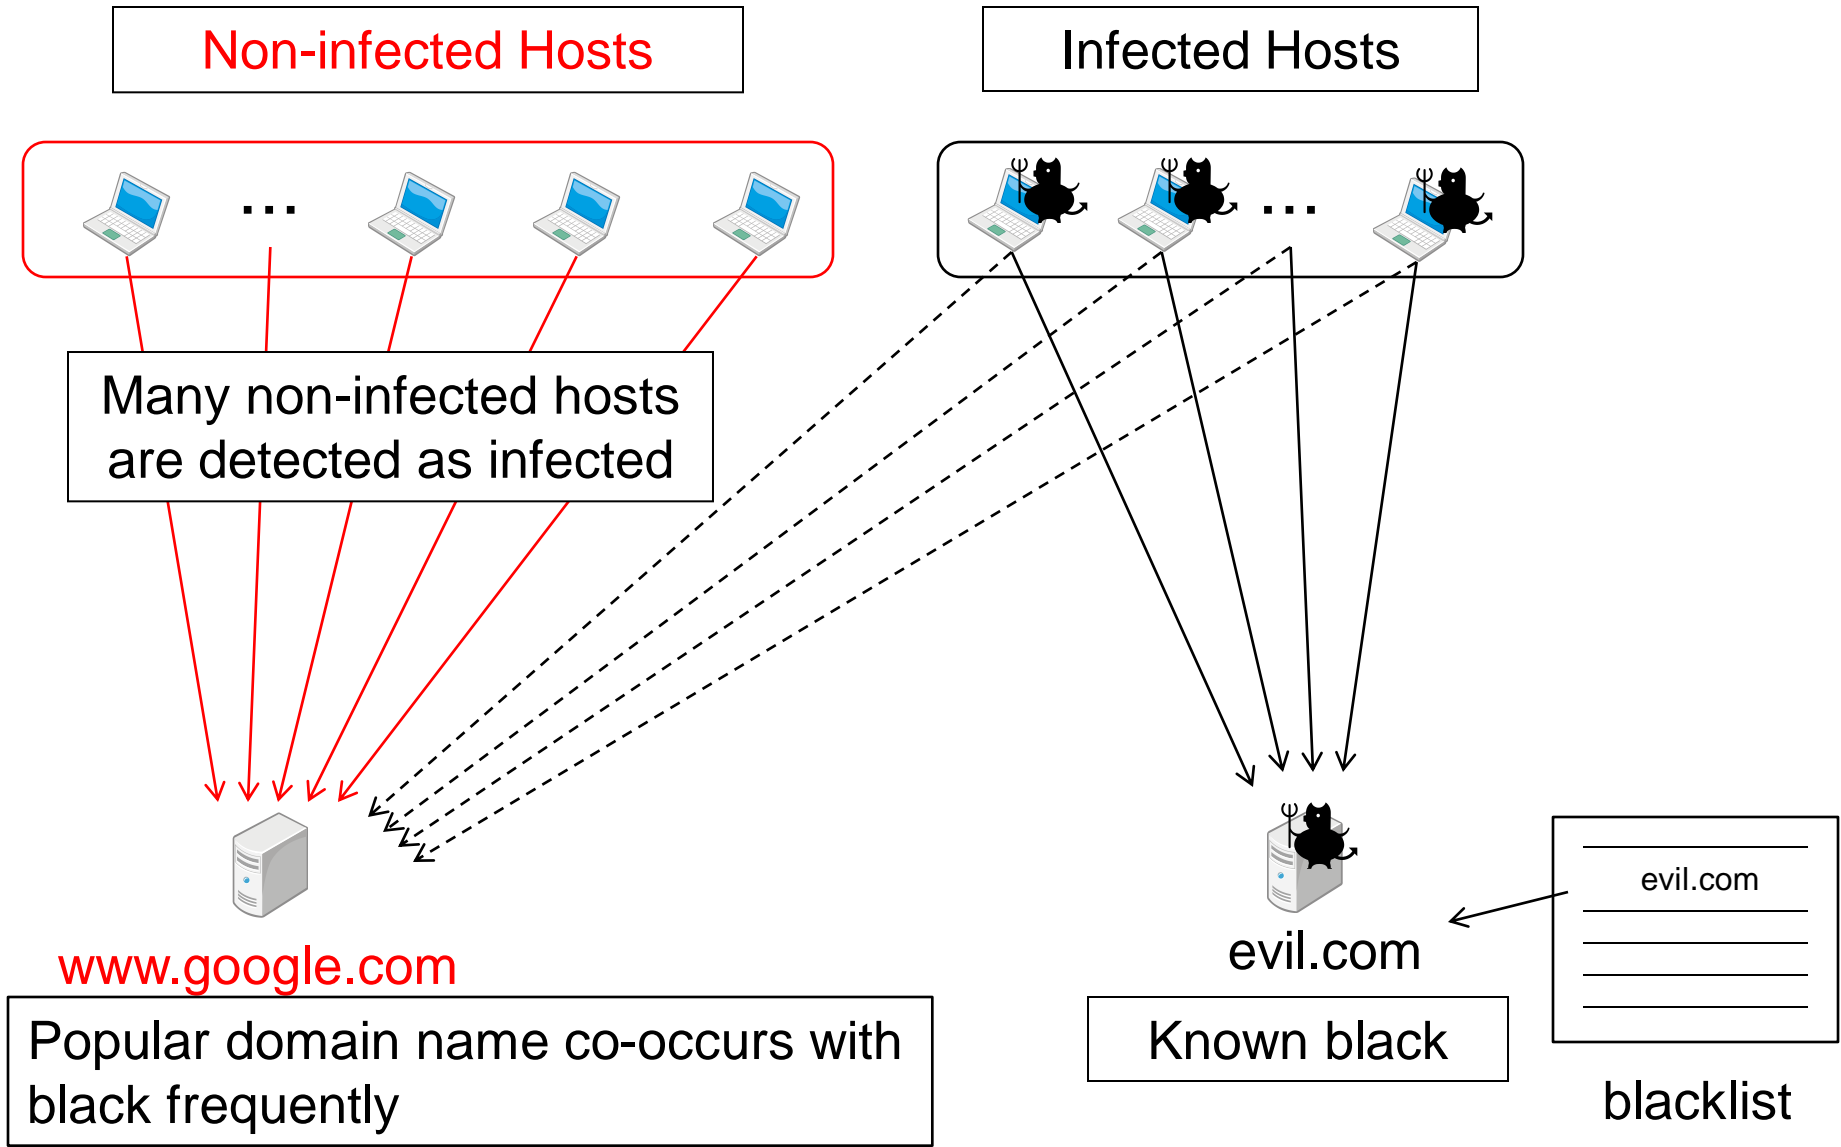 Non-infected Hosts
Infected Hosts
...
...
Many non-infected hosts
are detected as infected
evil.com
www.google.com
evil.com
Popular domain name co-occurs with
black frequently
Known black
blacklist